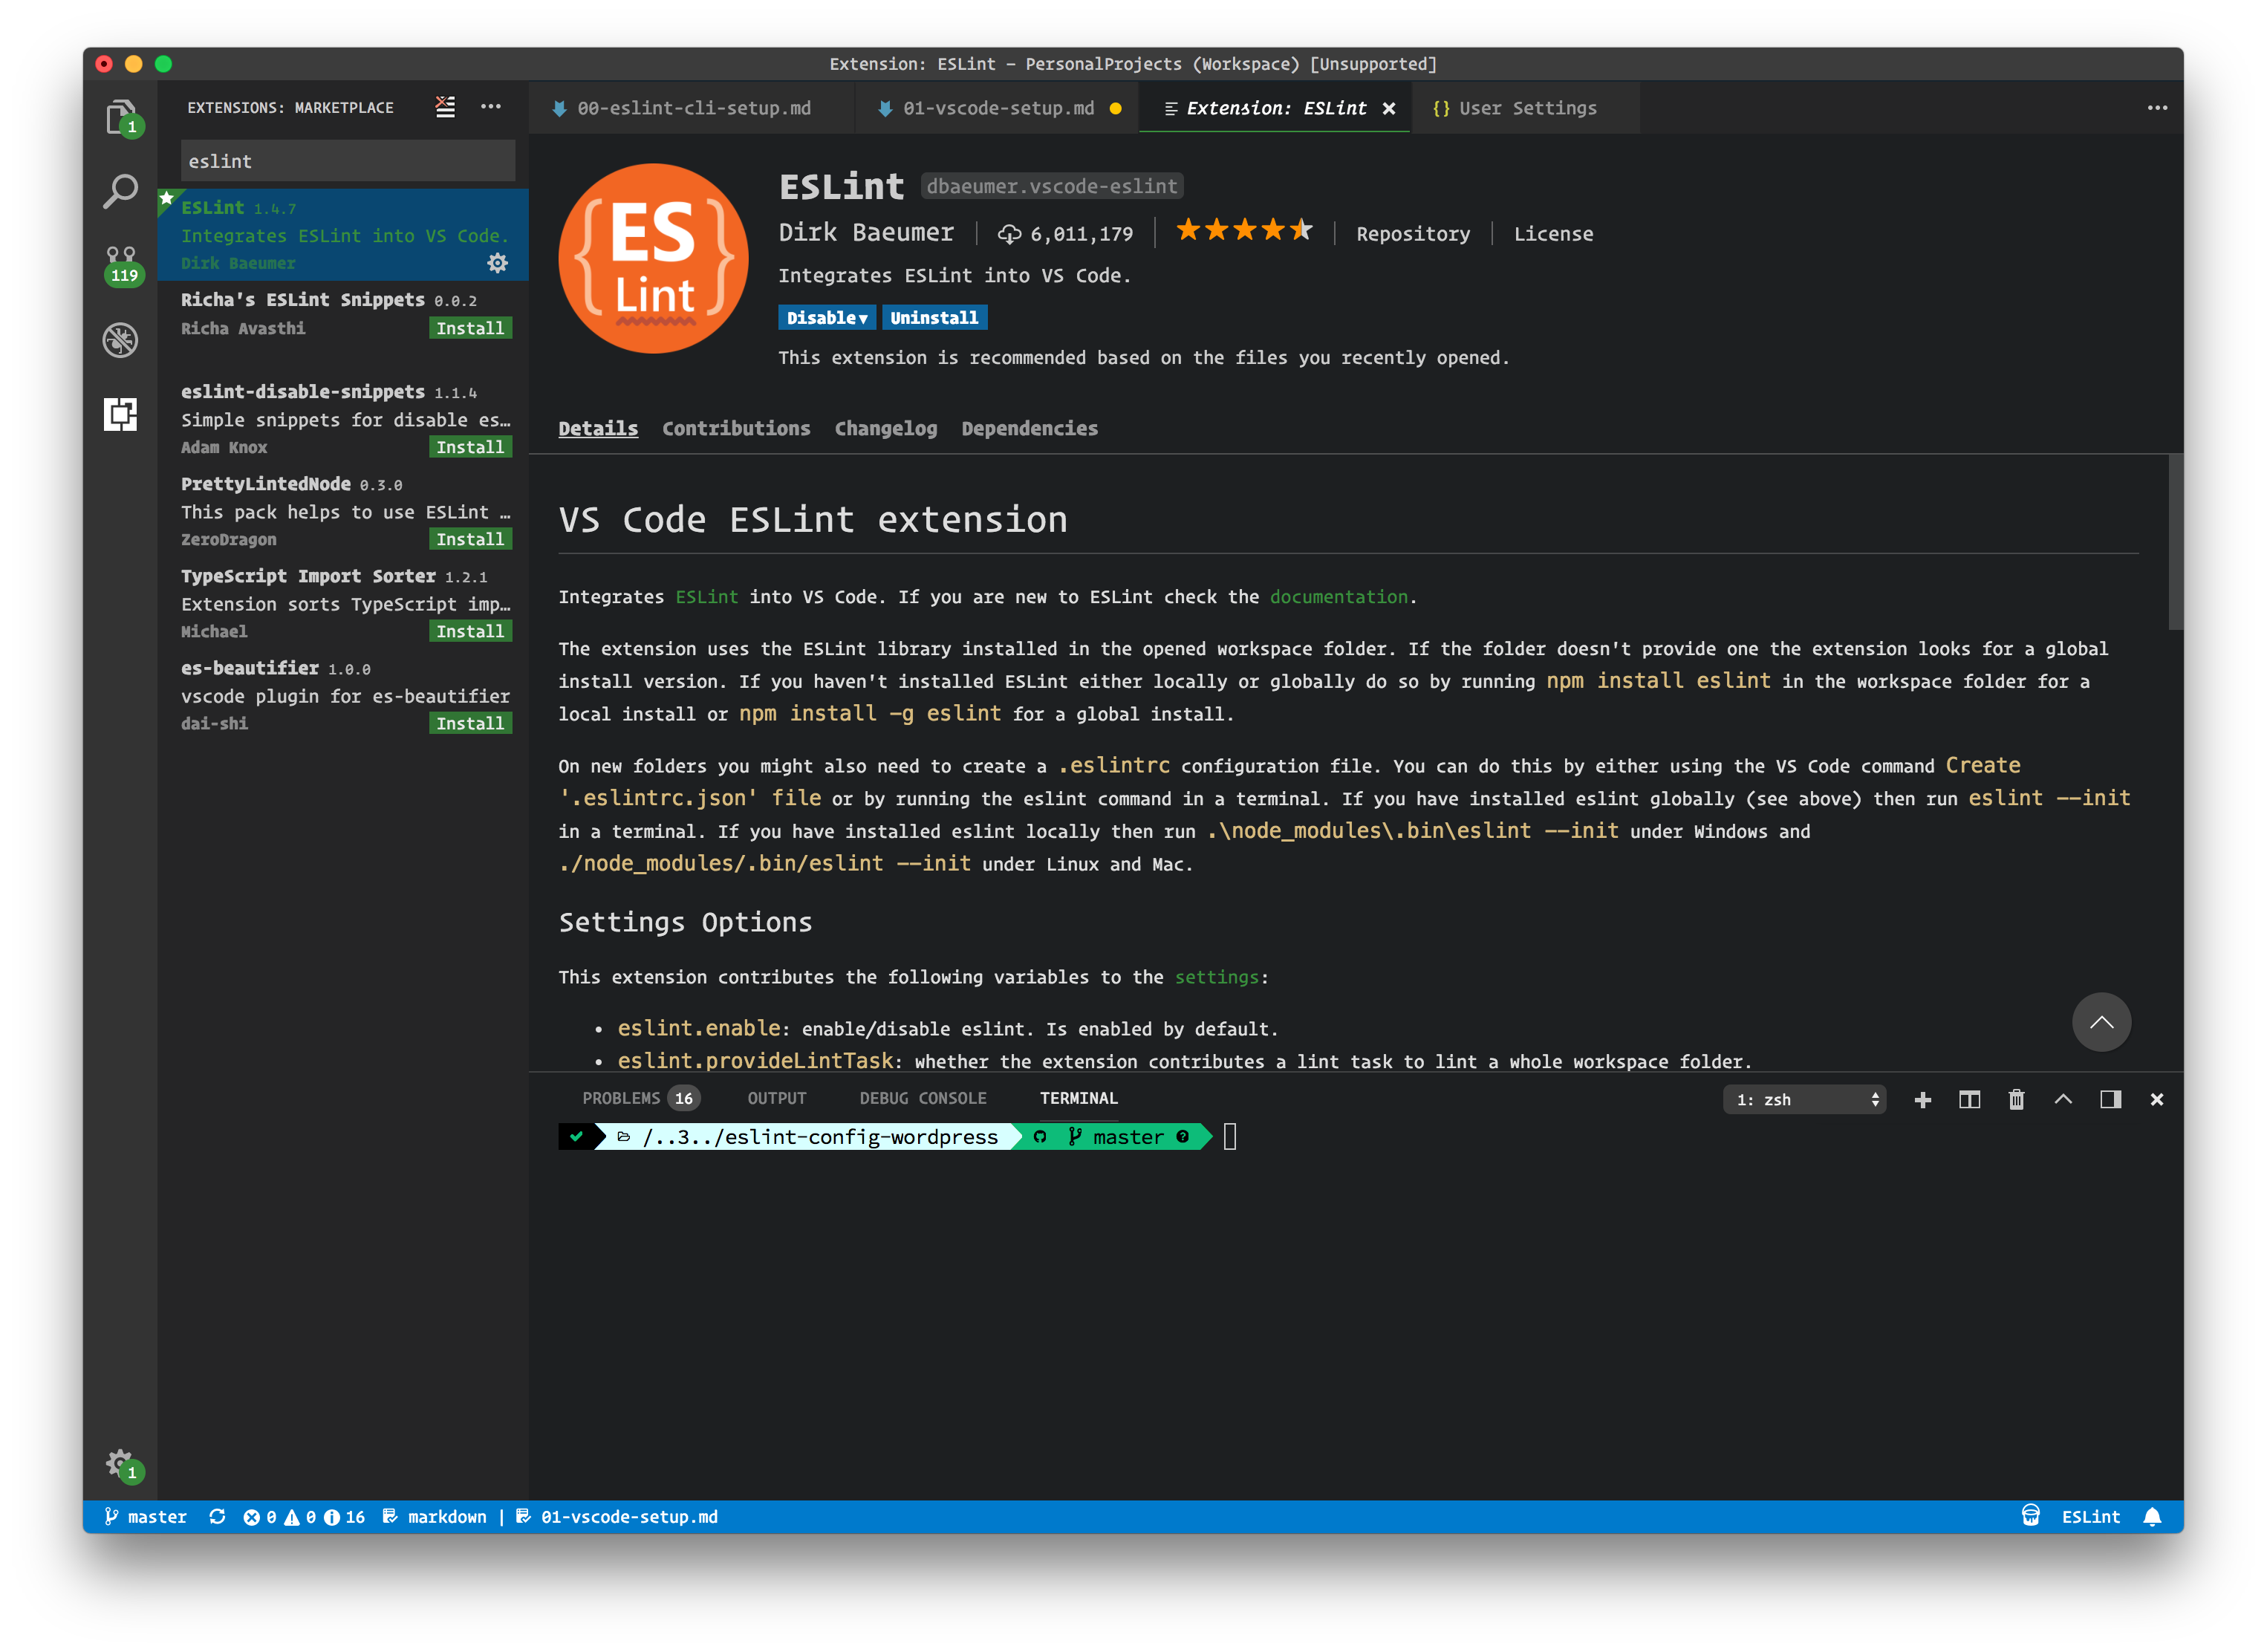 Extension: ESLint — PersonalProjects (Workspace) [Unsupported]
EXTENSIONS: MARKETPLACE
eslint
ESLint 1.4.7
Integrates ESLint into VS Code.
Dirk Baeumer
Richa's ESLint Snippets 0.0.2
Richa Avasthi Install
eslint-disable-snippets 1.1.4
Simple snippets for disable es…
Adam Knox Install
PrettyLintedNode 0.3.0
This pack helps to use ESLint …
ZeroDragon Install
TypeScript Import Sorter 1.2.1
Extension sorts TypeScript imp…
Michael Install
es-beautifier 1.0.0
vscode plugin for es-beautifier
dai-shi Install
1
119
1
00-eslint-cli-setup.md 01-vscode-setup.md Extension: ESLint {} User Settings
{ES
Lint}
ESLint dbaeumer.vscode-eslint
Dirk Baeumer | 6,011,179 | Repository | License
Integrates ESLint into VS Code.
Disable▾ Uninstall
This extension is recommended based on the files you recently opened.
Details Contributions Changelog Dependencies
VS Code ESLint extension
Integrates ESLint into VS Code. If you are new to ESLint check the documentation.
The extension uses the ESLint library installed in the opened workspace folder. If the folder doesn't provide one the extension looks for a global
install version. If you haven't installed ESLint either locally or globally do so by running npm install eslint in the workspace folder for a
local install or npm install -g eslint for a global install.
On new folders you might also need to create a .eslintrc configuration file. You can do this by either using the VS Code command Create
'.eslintrc.json' file or by running the eslint command in a terminal. If you have installed eslint globally (see above) then run eslint --init
in a terminal. If you have installed eslint locally then run .\node_modules\.bin\eslint --init under Windows and
./node_modules/.bin/eslint --init under Linux and Mac.
Settings Options
This extension contributes the following variables to the settings:
• eslint.enable: enable/disable eslint. Is enabled by default.
• eslint.provideLintTask: whether the extension contributes a lint task to lint a whole workspace folder.
PROBLEMS 16 OUTPUT DEBUG CONSOLE TERMINAL 1: zsh
/..3../eslint-config-wordpress master
master 0 0 16 markdown | 01-vscode-setup.md ESLint